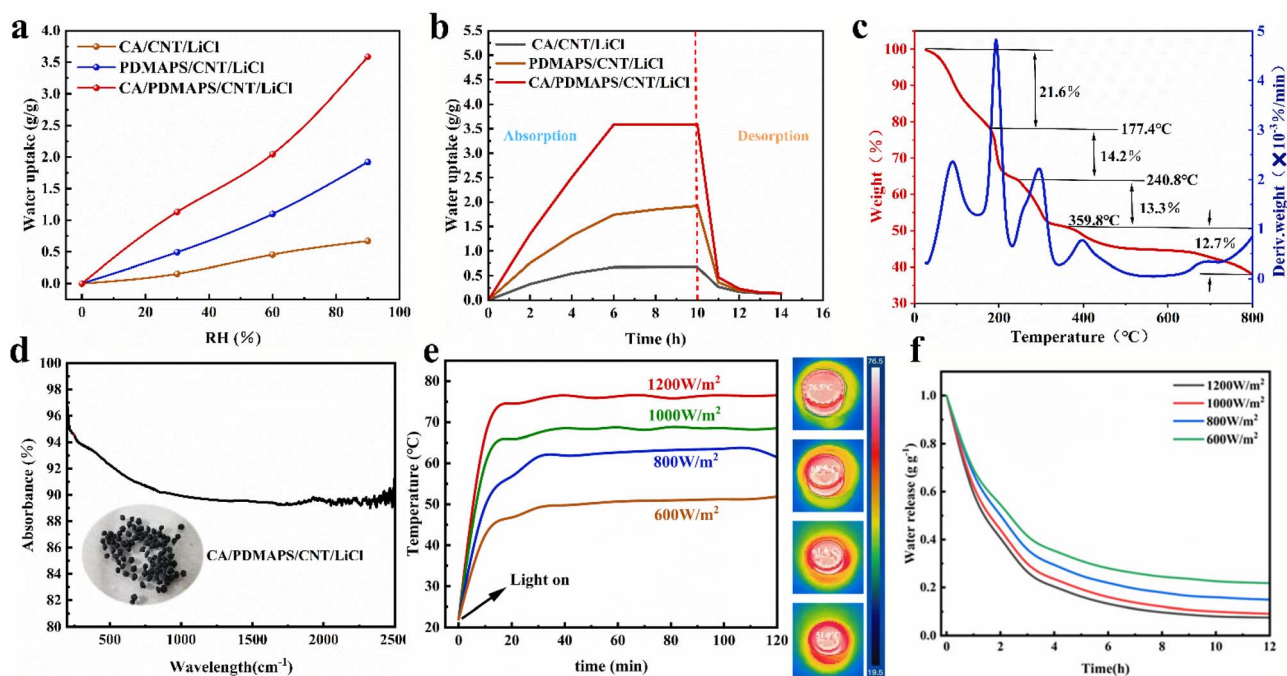 a
4.0
3.5
3.0
2.5
2.0
1.5
1.0
0.5
0.0
Water uptake (g/g)
CA/CNT/LiCl
PDMAPS/CNT/LiCl
CA/PDMAPS/CNT/LiCl
0 20 40 60 80 100
RH (%)
b
5.5
5.0
4.5
4.0
3.5
3.0
2.5
2.0
1.5
1.0
0.5
0.0
Water uptake (g/g)
CA/CNT/LiCl
PDMAPS/CNT/LiCl
CA/PDMAPS/CNT/LiCl
Absorption
Desorption
0 2 4 6 8 10 12 14 16
Time (h)
c
100
90
80
70
60
50
40
30
Weight (%)
21.6%
177.4℃
14.2%
240.8℃
13.3%
359.8℃
12.7%
5
4
3
2
1
0
Deriv.weight (×10⁻³%/min)
0 200 400 600 800
Temperature (℃)
d
100
98
96
94
92
90
88
86
84
82
80
Absorbance (%)
CA/PDMAPS/CNT/LiCl
500 1000 1500 2000 2500
Wavelength(cm⁻¹)
e
80
70
60
50
40
30
20
Temperature (℃)
1200W/m²
1000W/m²
800W/m²
600W/m²
Light on
0 20 40 60 80 100 120
time (min)
76.5℃
76.5
19.5
f
1.0
0.8
0.6
0.4
0.2
0.0
Water release (g g⁻¹)
1200W/m²
1000W/m²
800W/m²
600W/m²
0 2 4 6 8 10 12
Time(h)